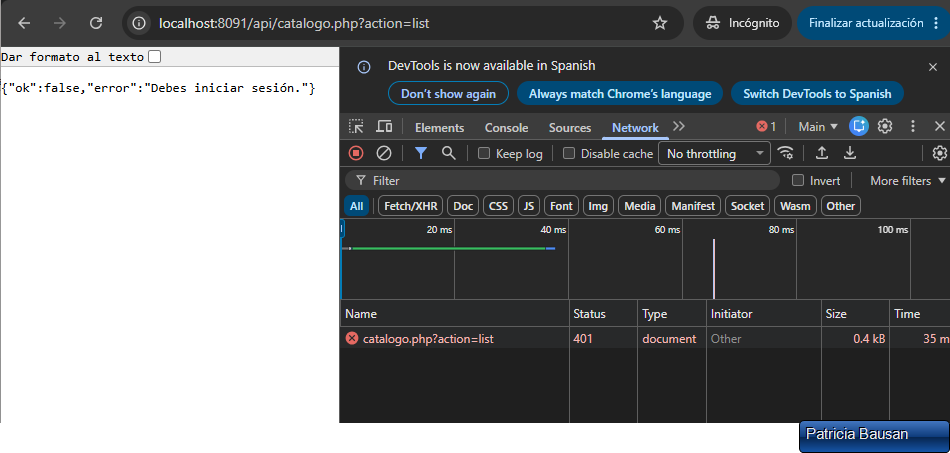 localhost:8091/api/catalogo.php?action=list
Incógnito
Finalizar actualización
Dar formato al texto
{"ok":false,"error":"Debes iniciar sesión."}
DevTools is now available in Spanish
Don't show again
Always match Chrome's language
Switch DevTools to Spanish
Elements Console Sources Network 1 Main
Keep log Disable cache No throttling
Filter Invert More filters
All Fetch/XHR Doc CSS JS Font Img Media Manifest Socket Wasm Other
20 ms 40 ms 60 ms 80 ms 100 ms
Name Status Type Initiator Size Time
catalogo.php?action=list 401 document Other 0.4 kB 35 m
Patricia Bausan